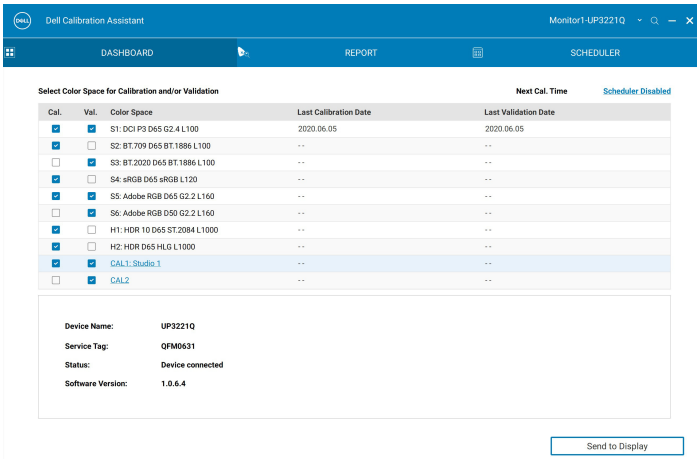 DELL Dell Calibration Assistant Monitor1-UP3221Q
DASHBOARD REPORT SCHEDULER
Select Color Space for Calibration and/or Validation Next Cal. Time Scheduler Disabled
Cal. Val. Color Space Last Calibration Date Last Validation Date
S1: DCI P3 D65 G2.4 L100 2020.06.05 2020.06.05
S2: BT.709 D65 BT.1886 L100 -- --
S3: BT.2020 D65 BT.1886 L100 -- --
S4: sRGB D65 sRGB L120 -- --
S5: Adobe RGB D65 G2.2 L160 -- --
S6: Adobe RGB D50 G2.2 L160 -- --
H1: HDR 10 D65 ST.2084 L1000 -- --
H2: HDR D65 HLG L1000 -- --
CAL1: Studio 1 -- --
CAL2 -- --
Device Name: UP3221Q
Service Tag: QFM0631
Status: Device connected
Software Version: 1.0.6.4
Send to Display